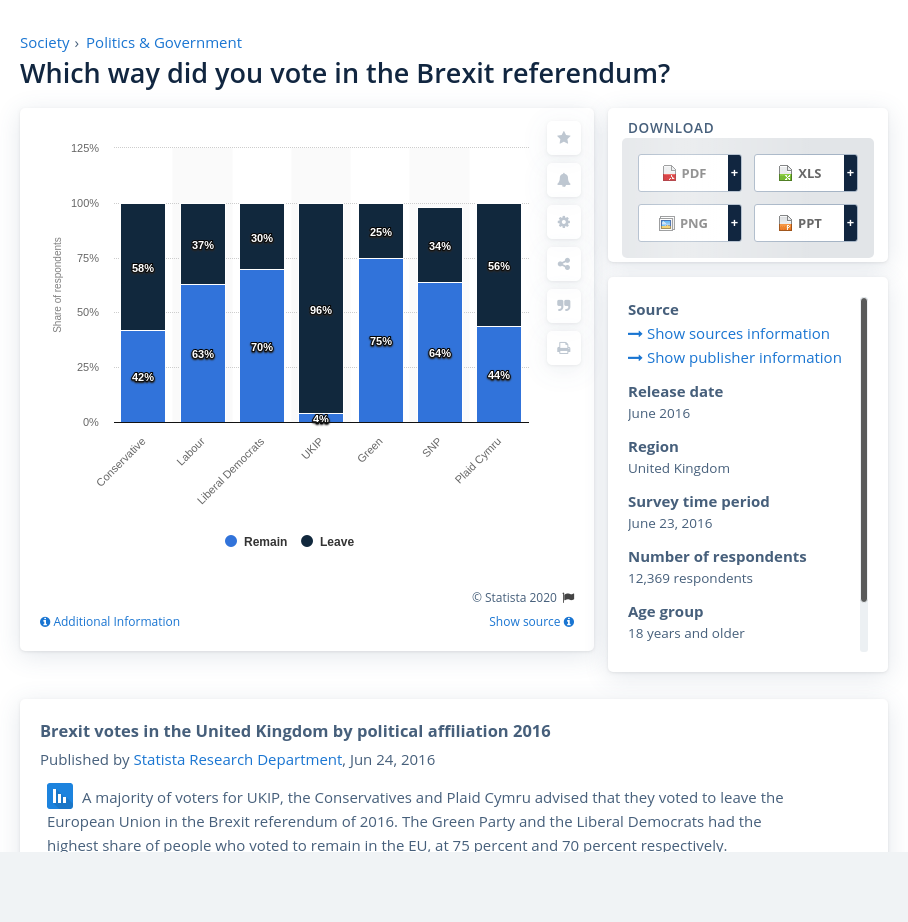 Society › Politics & Government
Which way did you vote in the Brexit referendum?
125%
100%
75%
50%
25%
0%
Share of respondents
58%
37%
30%
96%
25%
34%
56%
42%
63%
70%
4%
75%
64%
44%
Conservative
Labour
Liberal Democrats
UKIP
Green
SNP
Plaid Cymru
Remain Leave
© Statista 2020
Additional Information
Show source
DOWNLOAD
PDF + XLS +
PNG + PPT +
Source
Show sources information
Show publisher information
Release date
June 2016
Region
United Kingdom
Survey time period
June 23, 2016
Number of respondents
12,369 respondents
Age group
18 years and older
Brexit votes in the United Kingdom by political affiliation 2016
Published by Statista Research Department, Jun 24, 2016
A majority of voters for UKIP, the Conservatives and Plaid Cymru advised that they voted to leave the
European Union in the Brexit referendum of 2016. The Green Party and the Liberal Democrats had the
highest share of people who voted to remain in the EU, at 75 percent and 70 percent respectively.